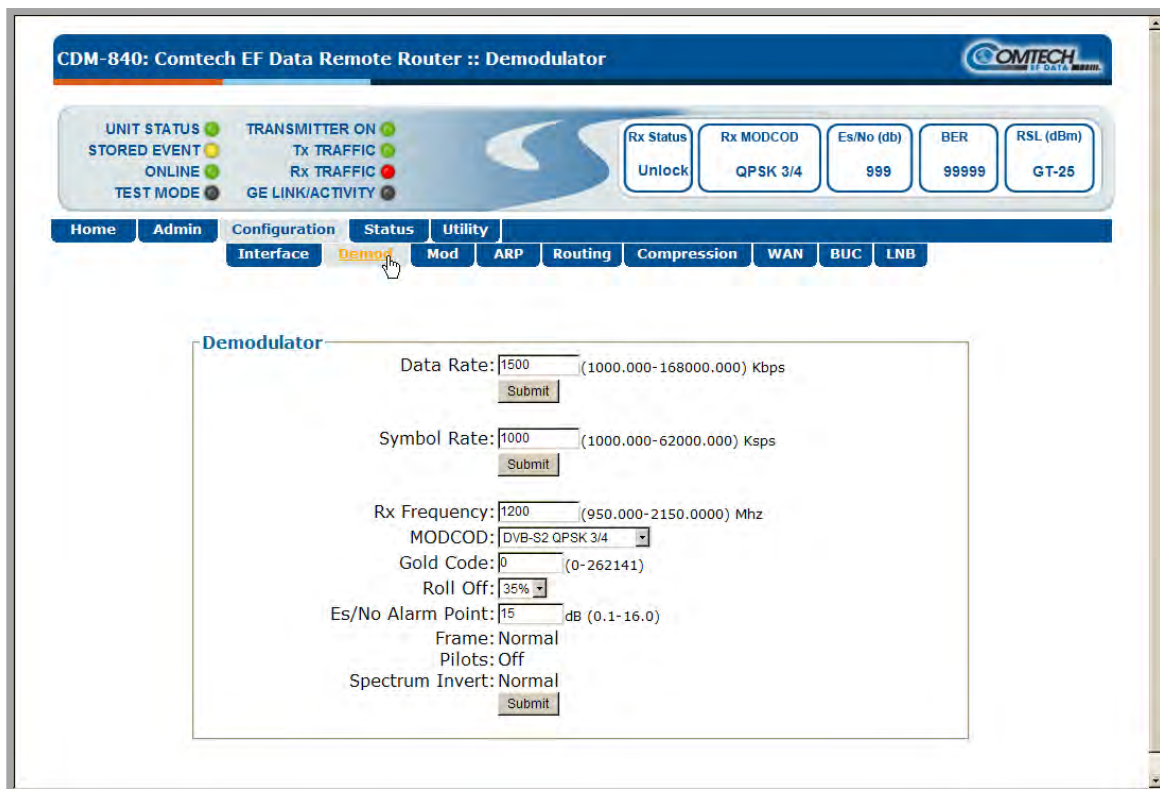 CDM-840: Comtech EF Data Remote Router :: Demodulator
COMTECH
EF DATA
UNIT STATUS TRANSMITTER ON
STORED EVENT Tx TRAFFIC
ONLINE Rx TRAFFIC
TEST MODE GE LINK/ACTIVITY
Rx Status Rx MODCOD Es/No (db) BER RSL (dBm)
Unlock QPSK 3/4 999 99999 GT-25
Home Admin Configuration Status Utility
Interface Demod Mod ARP Routing Compression WAN BUC LNB
Demodulator
Data Rate: 1500 (1000.000-168000.000) Kbps
Submit
Symbol Rate: 1000 (1000.000-62000.000) Ksps
Submit
Rx Frequency: 1200 (950.000-2150.0000) Mhz
MODCOD: DVB-S2 QPSK 3/4
Gold Code: 0 (0-262141)
Roll Off: 35%
Es/No Alarm Point: 15 dB (0.1-16.0)
Frame: Normal
Pilots: Off
Spectrum Invert: Normal
Submit